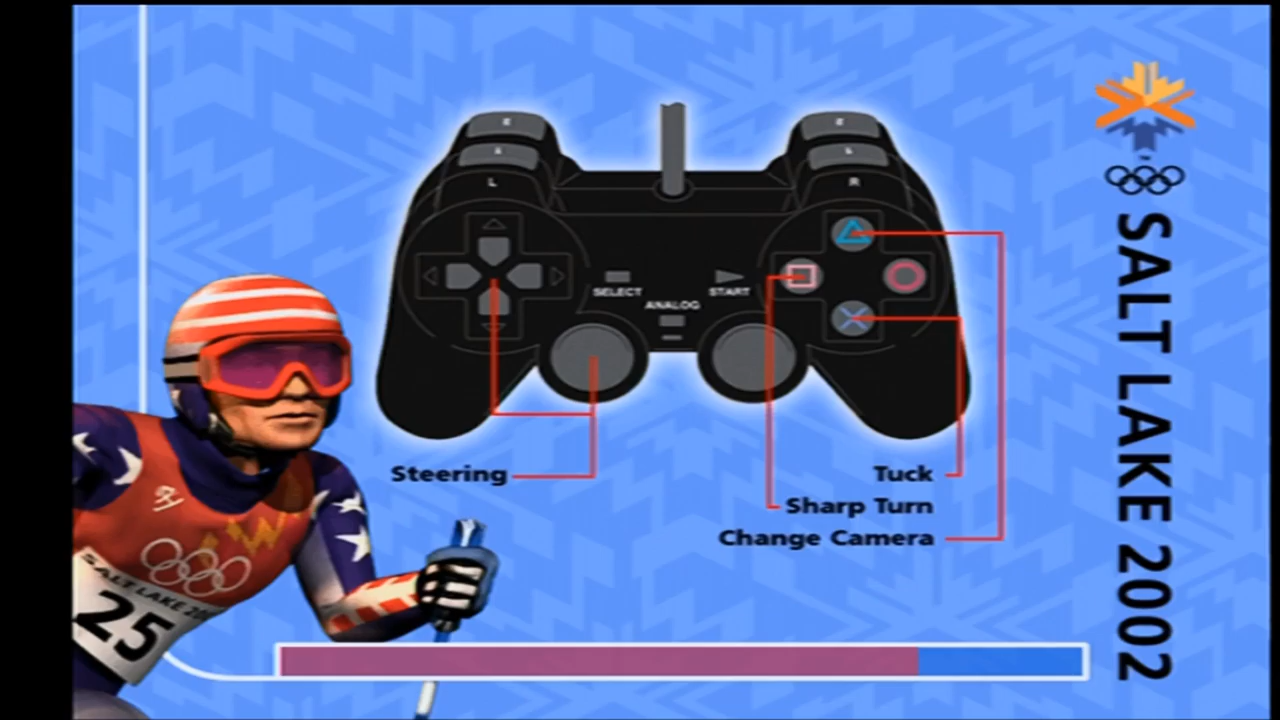 L
R
SELECT
START
ANALOG
Steering
Tuck
Sharp Turn
Change Camera
SALT LAKE 2002
SALT LAKE 20
25